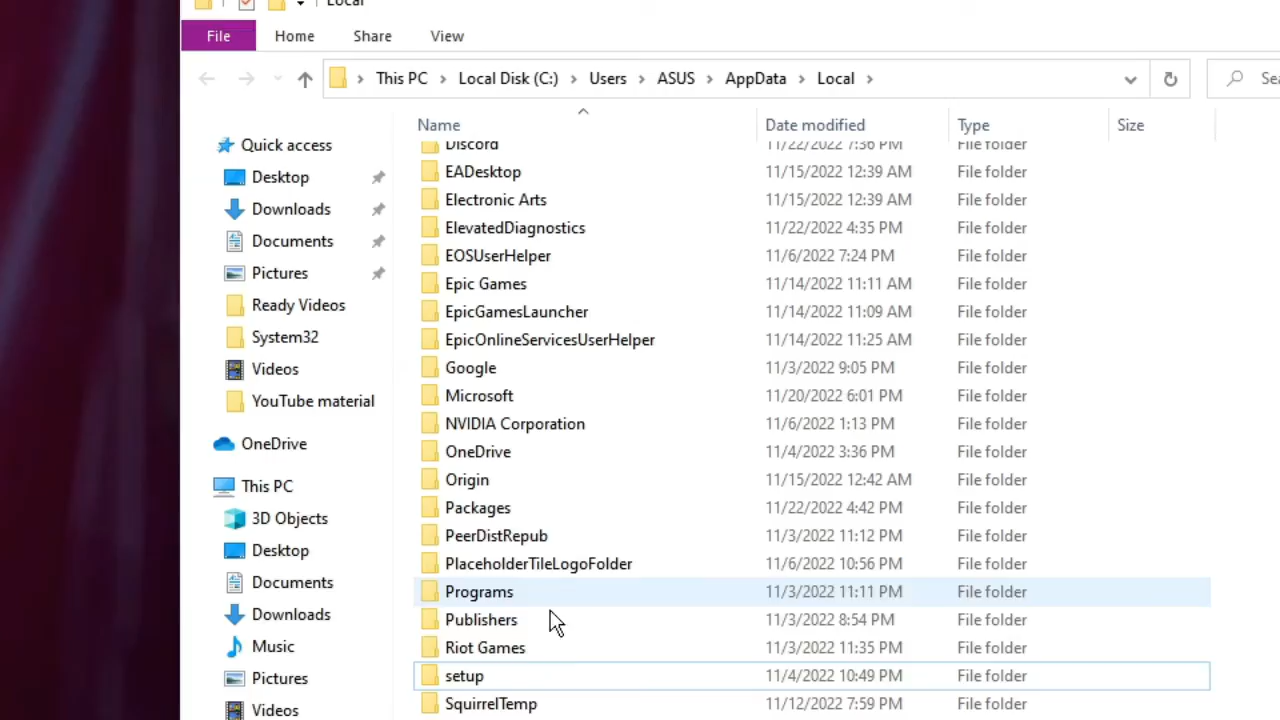 Local
File Home Share View
This PC > Local Disk (C:) > Users > ASUS > AppData > Local >
Name Date modified Type Size
Quick access
Desktop
Downloads
Documents
Pictures
Ready Videos
System32
Videos
YouTube material
OneDrive
This PC
3D Objects
Desktop
Documents
Downloads
Music
Pictures
Videos
Discord 11/22/2022 7:36 PM File folder
EADesktop 11/15/2022 12:39 AM File folder
Electronic Arts 11/15/2022 12:39 AM File folder
ElevatedDiagnostics 11/22/2022 4:35 PM File folder
EOSUserHelper 11/6/2022 7:24 PM File folder
Epic Games 11/14/2022 11:11 AM File folder
EpicGamesLauncher 11/14/2022 11:09 AM File folder
EpicOnlineServicesUserHelper 11/14/2022 11:25 AM File folder
Google 11/3/2022 9:05 PM File folder
Microsoft 11/20/2022 6:01 PM File folder
NVIDIA Corporation 11/6/2022 1:13 PM File folder
OneDrive 11/4/2022 3:36 PM File folder
Origin 11/15/2022 12:42 AM File folder
Packages 11/22/2022 4:42 PM File folder
PeerDistRepub 11/3/2022 11:12 PM File folder
PlaceholderTileLogoFolder 11/6/2022 10:56 PM File folder
Programs 11/3/2022 11:11 PM File folder
Publishers 11/3/2022 8:54 PM File folder
Riot Games 11/3/2022 11:35 PM File folder
setup 11/4/2022 10:49 PM File folder
SquirrelTemp 11/12/2022 7:59 PM File folder